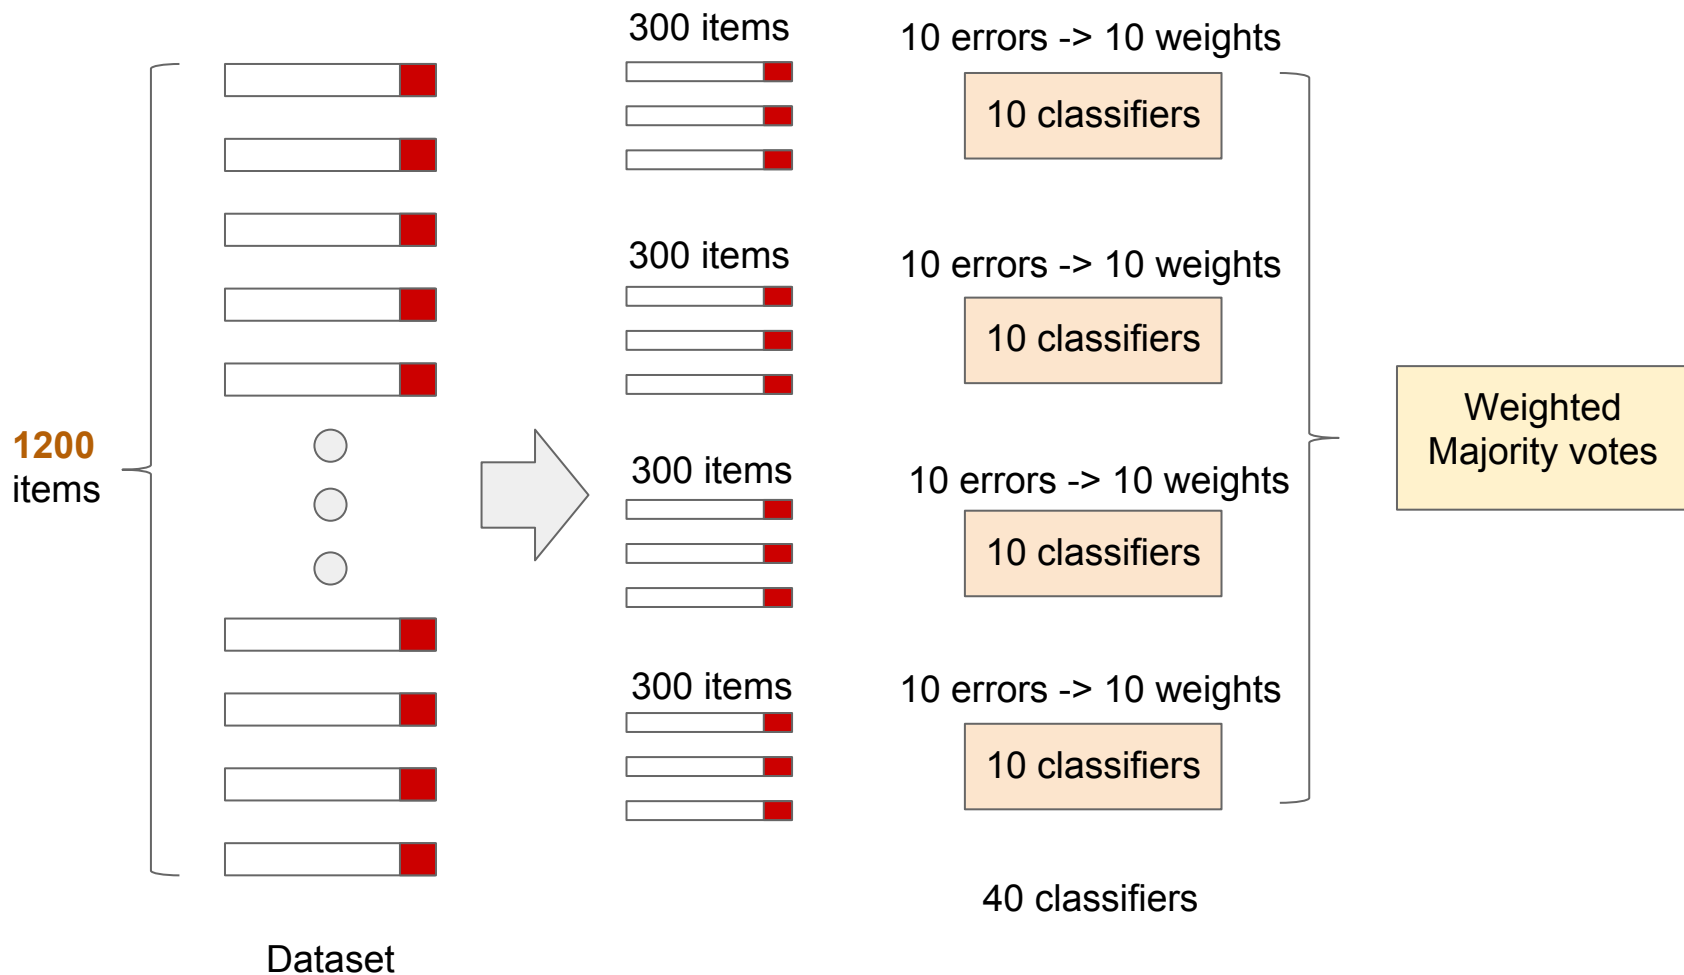 1200
items
Dataset
300 items
10 errors -> 10 weights
10 classifiers
300 items
10 errors -> 10 weights
10 classifiers
300 items
10 errors -> 10 weights
10 classifiers
300 items
10 errors -> 10 weights
10 classifiers
40 classifiers
Weighted
Majority votes